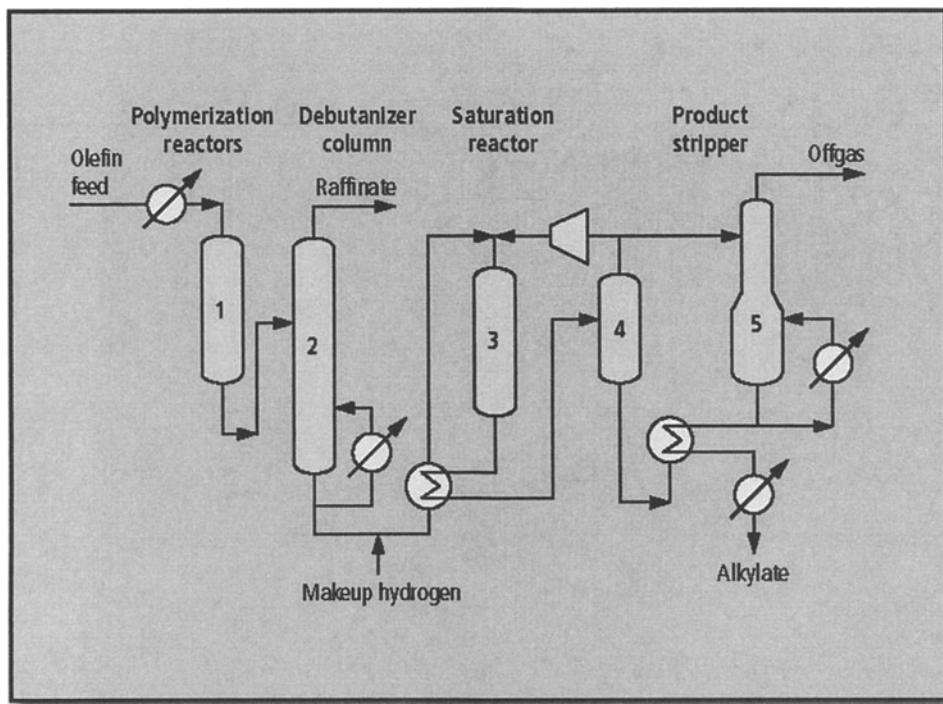 Polymerization
reactors
Debutanizer
column
Saturation
reactor
Product
stripper
Olefin
feed
Raffinate
Offgas
1
2
3
4
5
Makeup hydrogen
Alkylate